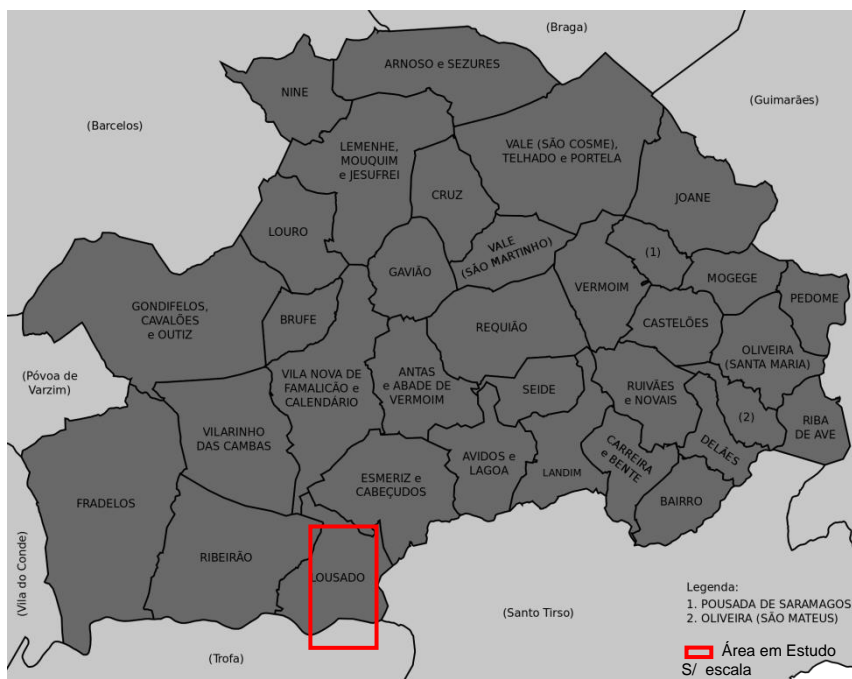 (Braga)
ARNOSO e SEZURES
NINE
(Guimarães)
(Barcelos)
LEMENHE,
MOUQUIM
e JESUFREI
VALE (SÃO COSME),
TELHADO e PORTELA
CRUZ
JOANE
LOURO
VALE
(SÃO MARTINHO)
(1)
GAVIÃO
MOGEGE
VERMOIM
PEDOME
GONDIFELOS,
CAVALÕES
e OUTIZ
BRUFE
CASTELÕES
REQUIÃO
OLIVEIRA
(SANTA MARIA)
(Póvoa de
Varzim)
VILA NOVA DE
FAMALICÃO e
CALENDÁRIO
ANTAS
e ABADE DE
VERMOIM
SEIDE
RUIVÃES
e NOVAIS
(2)
RIBA
DE AVE
VILARINHO
DAS CAMBAS
DELÃES
AVIDOS e
LAGOA
CARREIRA
e BENTE
LANDIM
ESMERIZ e
CABEÇUDOS
FRADELOS
BAIRRO
RIBEIRÃO
LOUSADO
(Vila do Conde)
(Santo Tirso)
(Trofa)
Legenda:
1. POUSADA DE SARAMAGOS
2. OLIVEIRA (SÃO MATEUS)
Área em Estudo
S/ escala